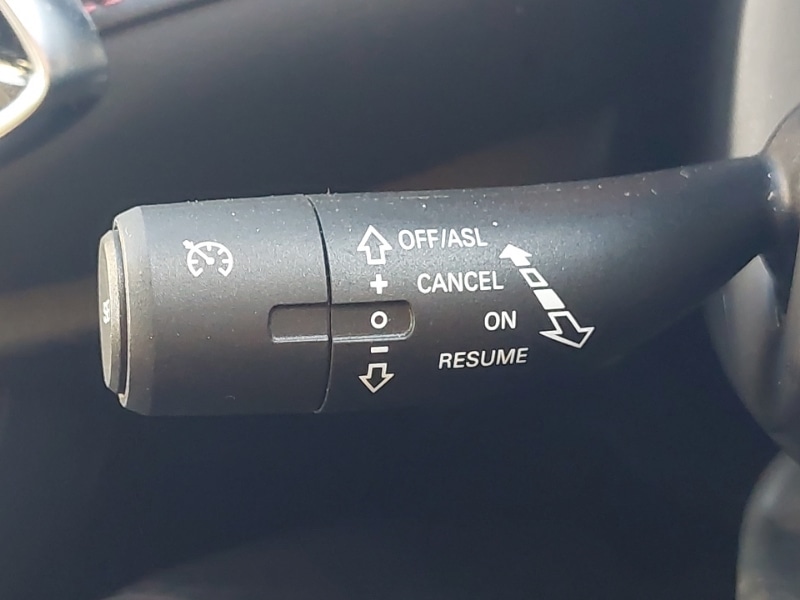 OFF/ASL
+ CANCEL
O ON
− RESUME